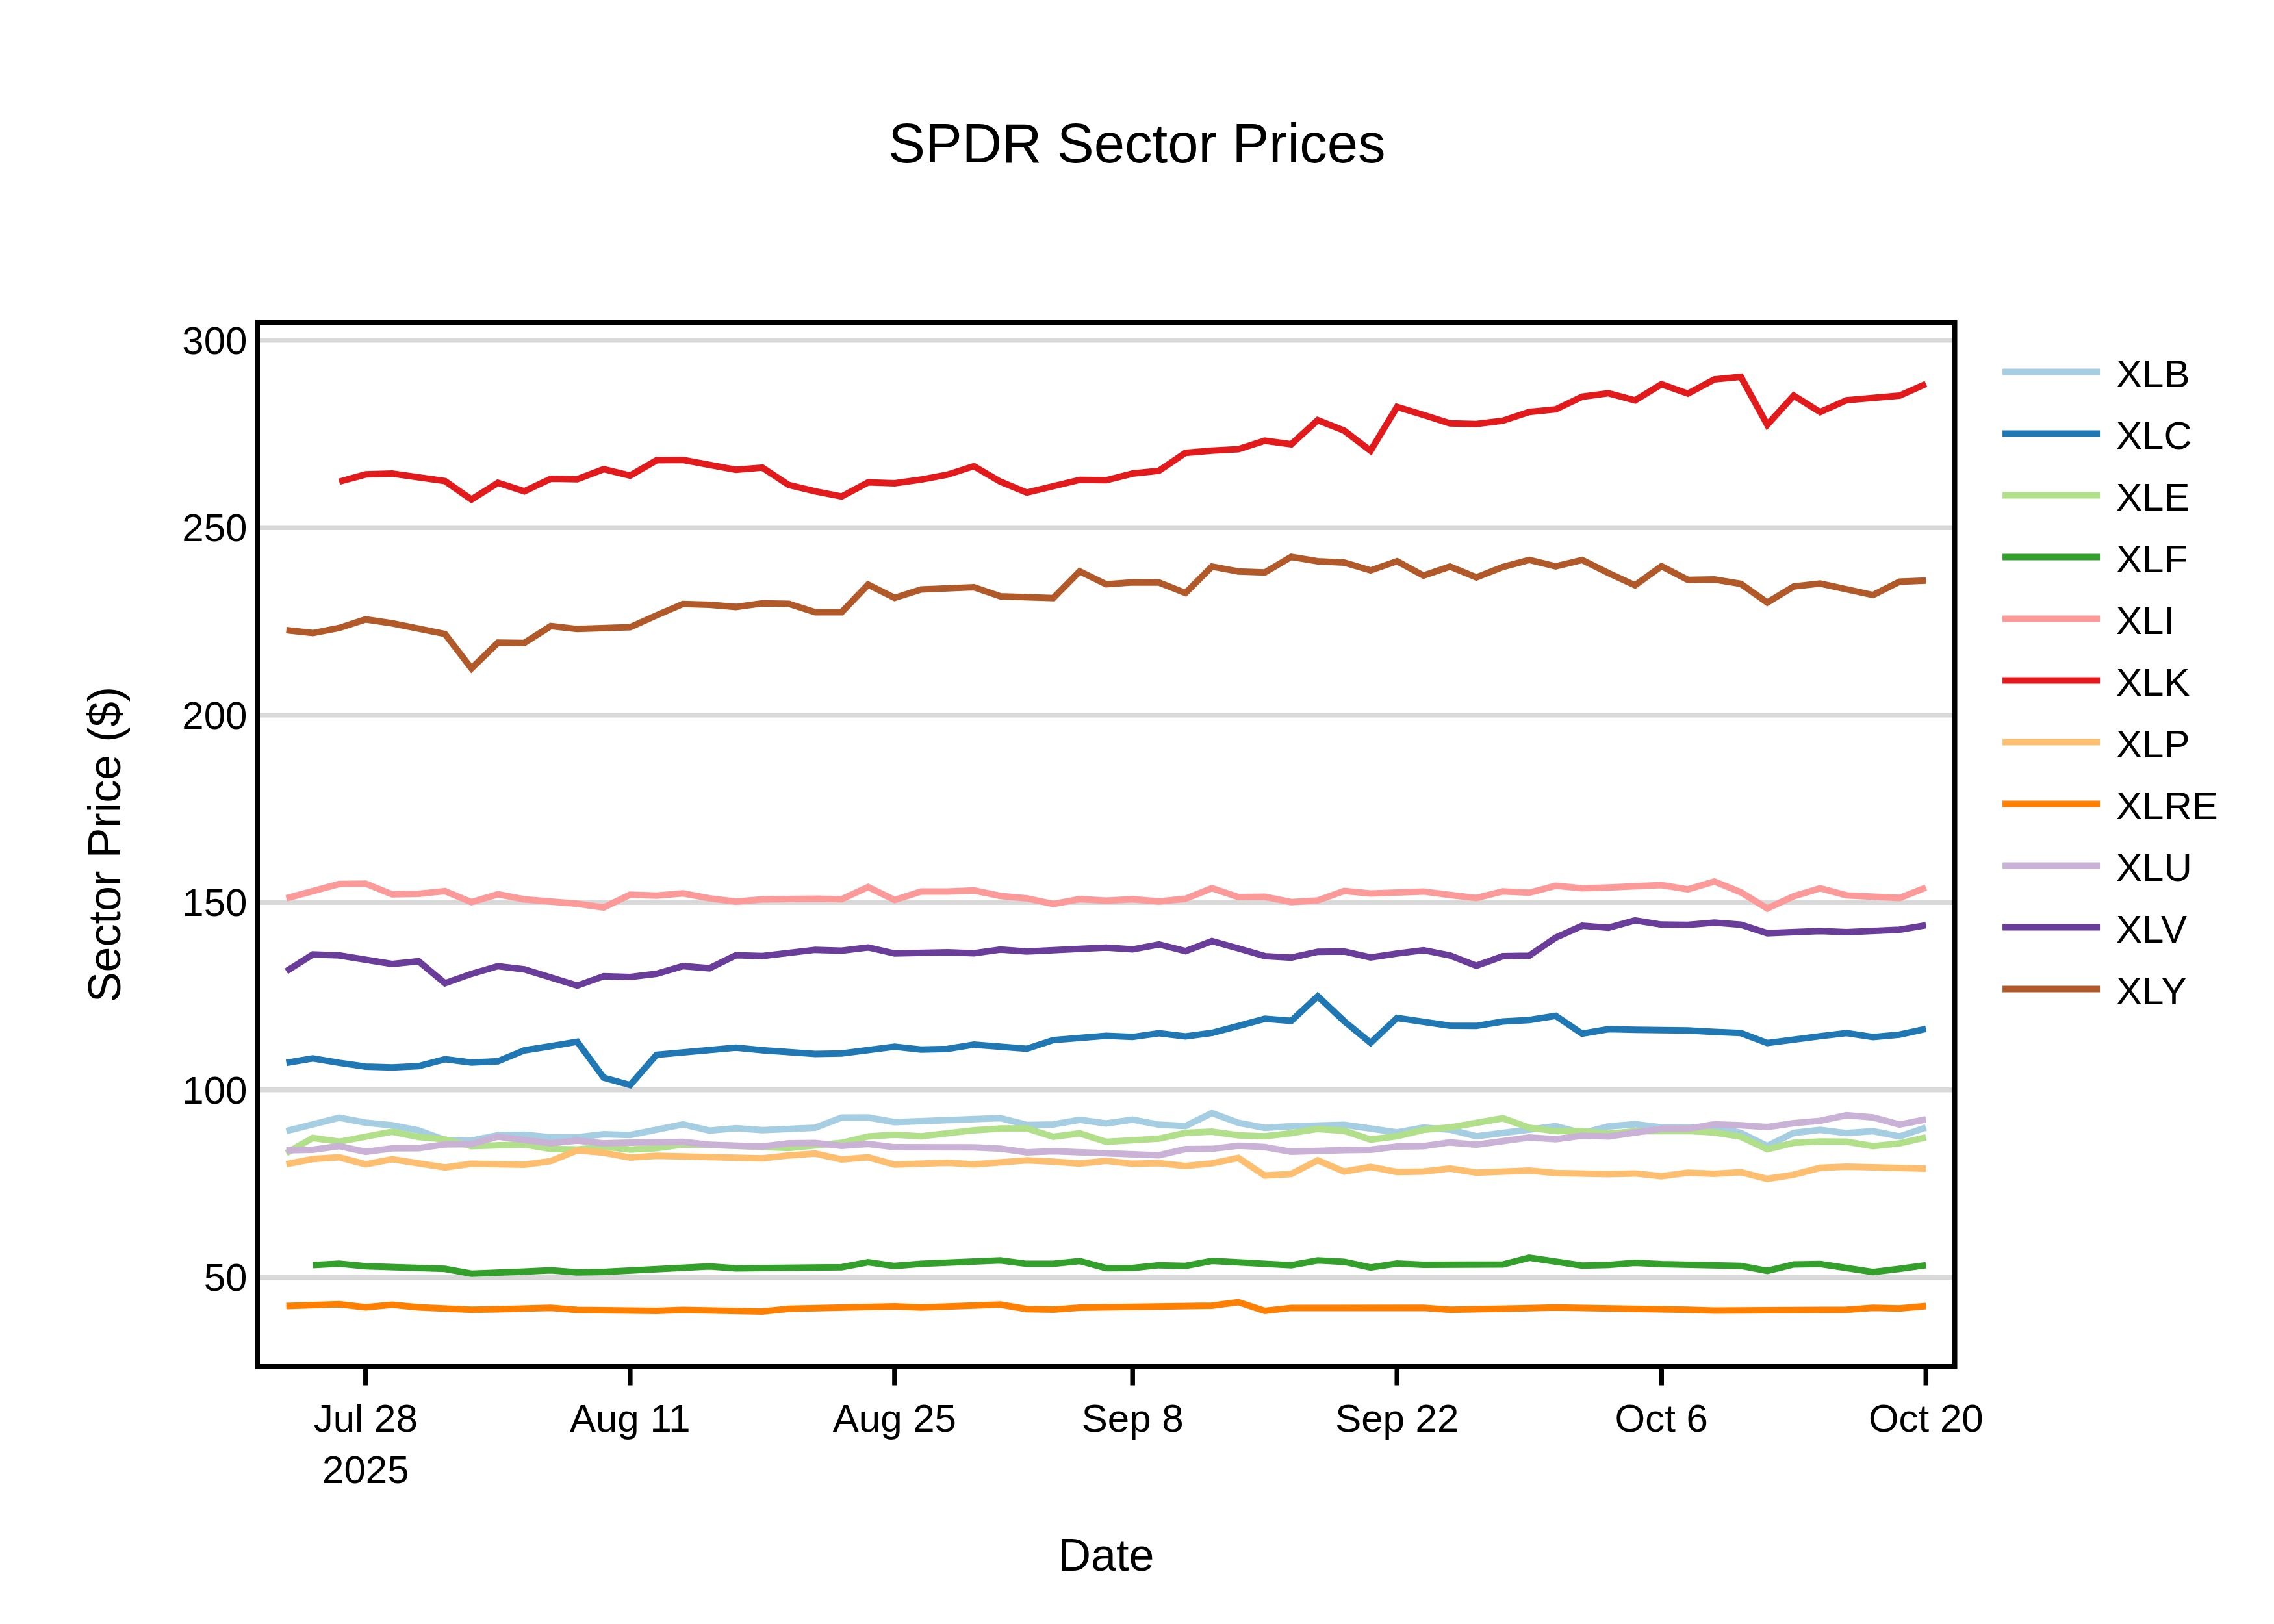 SPDR Sector Prices
300
250
200
150
100
50
Sector Price ($)
Jul 28
2025
Aug 11
Aug 25
Sep 8
Sep 22
Oct 6
Oct 20
Date
XLB
XLC
XLE
XLF
XLI
XLK
XLP
XLRE
XLU
XLV
XLY